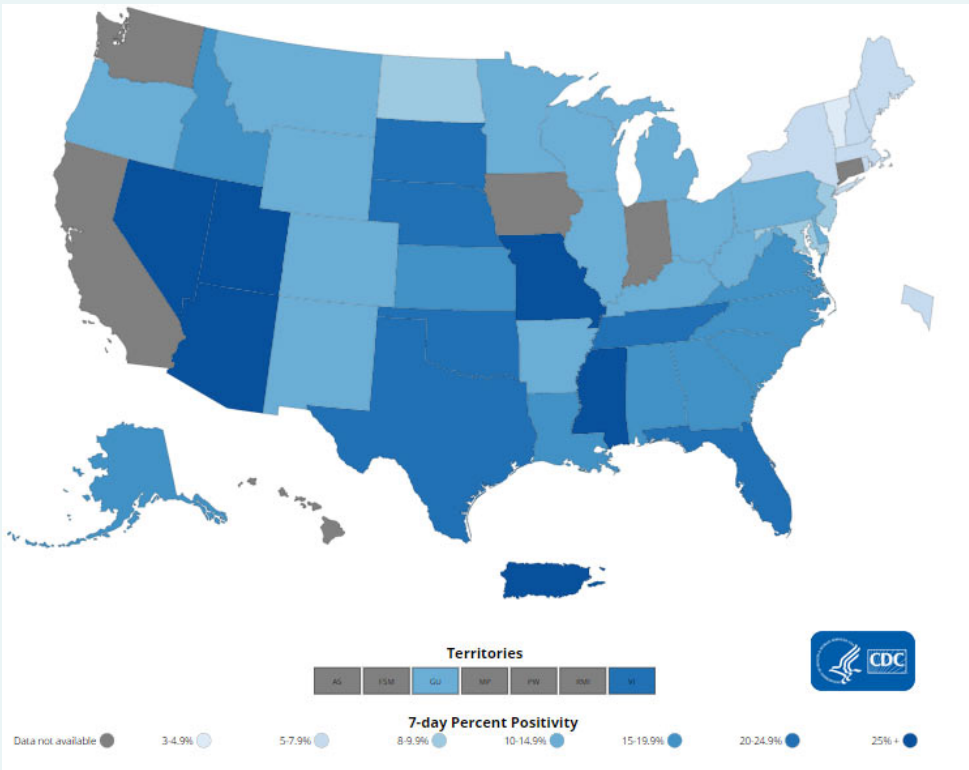 Territories
AS FSM GU MP PW RMI VI
CDC
7-day Percent Positivity
Data not available 3-4.9% 5-7.9% 8-9.9% 10-14.9% 15-19.9% 20-24.9% 25% +